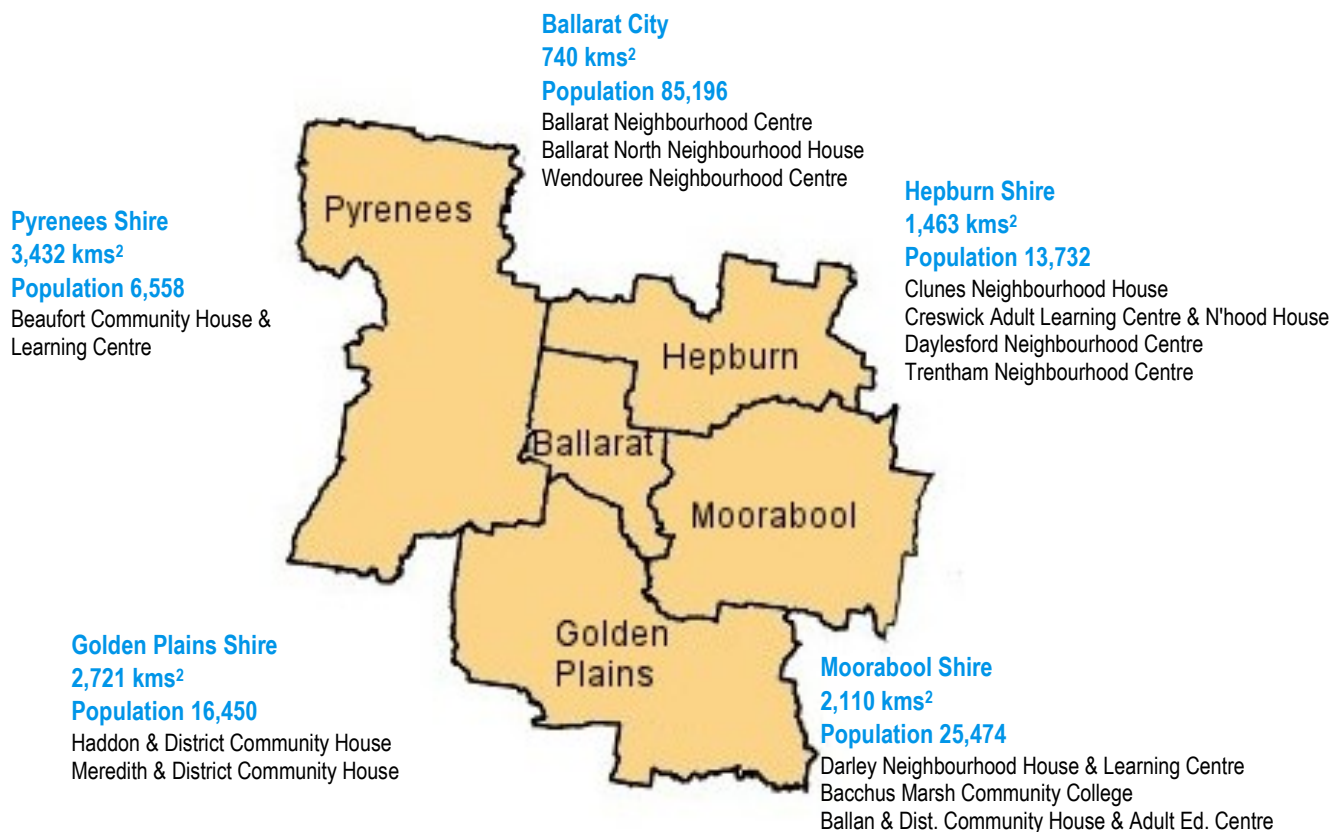 Ballarat City
740 kms²
Population 85,196
Ballarat Neighbourhood Centre
Ballarat North Neighbourhood House
Wendouree Neighbourhood Centre
Pyrenees Shire
3,432 kms²
Population 6,558
Beaufort Community House &
Learning Centre
Hepburn Shire
1,463 kms²
Population 13,732
Clunes Neighbourhood House
Creswick Adult Learning Centre & N'hood House
Daylesford Neighbourhood Centre
Trentham Neighbourhood Centre
Pyrenees
Hepburn
Ballarat
Moorabool
Golden
Plains
Golden Plains Shire
2,721 kms²
Population 16,450
Haddon & District Community House
Meredith & District Community House
Moorabool Shire
2,110 kms²
Population 25,474
Darley Neighbourhood House & Learning Centre
Bacchus Marsh Community College
Ballan & Dist. Community House & Adult Ed. Centre